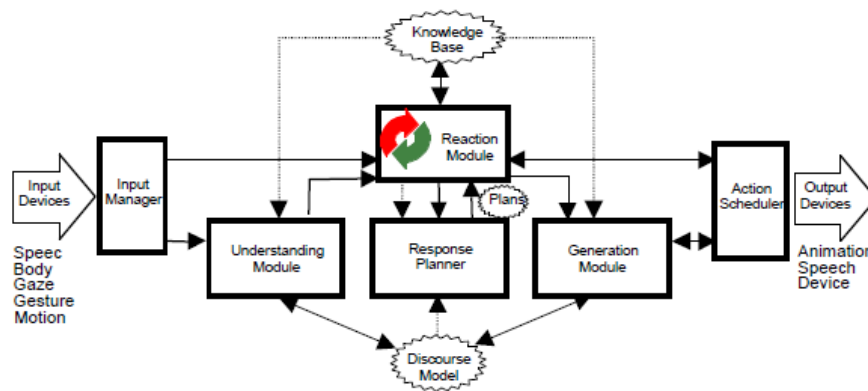 Knowledge
Base
Reaction
Module
Input
Devices
Input
Manager
Plans
Action
Scheduler
Output
Devices
Understanding
Module
Response
Planner
Generation
Module
Speec
Body
Gaze
Gesture
Motion
Animation
Speech
Device
Discourse
Model